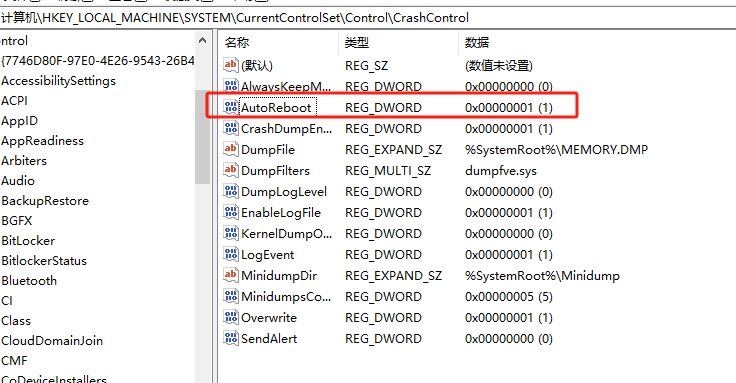 计算机\HKEY_LOCAL_MACHINE\SYSTEM\CurrentControlSet\Control\CrashControl
ontrol
{7746D80F-97E0-4E26-9543-26B4
AccessibilitySettings
ACPI
AppID
AppReadiness
Arbiters
Audio
BackupRestore
BGFX
BitLocker
BitlockerStatus
Bluetooth
CI
Class
CloudDomainJoin
CMF
CoDeviceInstallers
名称 类型 数据
(默认) REG_SZ (数值未设置)
AlwaysKeepM... REG_DWORD 0x00000000 (0)
AutoReboot REG_DWORD 0x00000001 (1)
CrashDumpEn... REG_DWORD
DumpFile REG_EXPAND_SZ %SystemRoot%\MEMORY.DMP
DumpFilters REG_MULTI_SZ dumpfve.sys
DumpLogLevel REG_DWORD 0x00000000 (0)
EnableLogFile REG_DWORD 0x00000001 (1)
KernelDumpO... REG_DWORD 0x00000000 (0)
LogEvent REG_DWORD 0x00000001 (1)
MinidumpDir REG_EXPAND_SZ %SystemRoot%\Minidump
MinidumpsCo... REG_DWORD 0x00000005 (5)
Overwrite REG_DWORD 0x00000001 (1)
SendAlert REG_DWORD 0x00000000 (0)